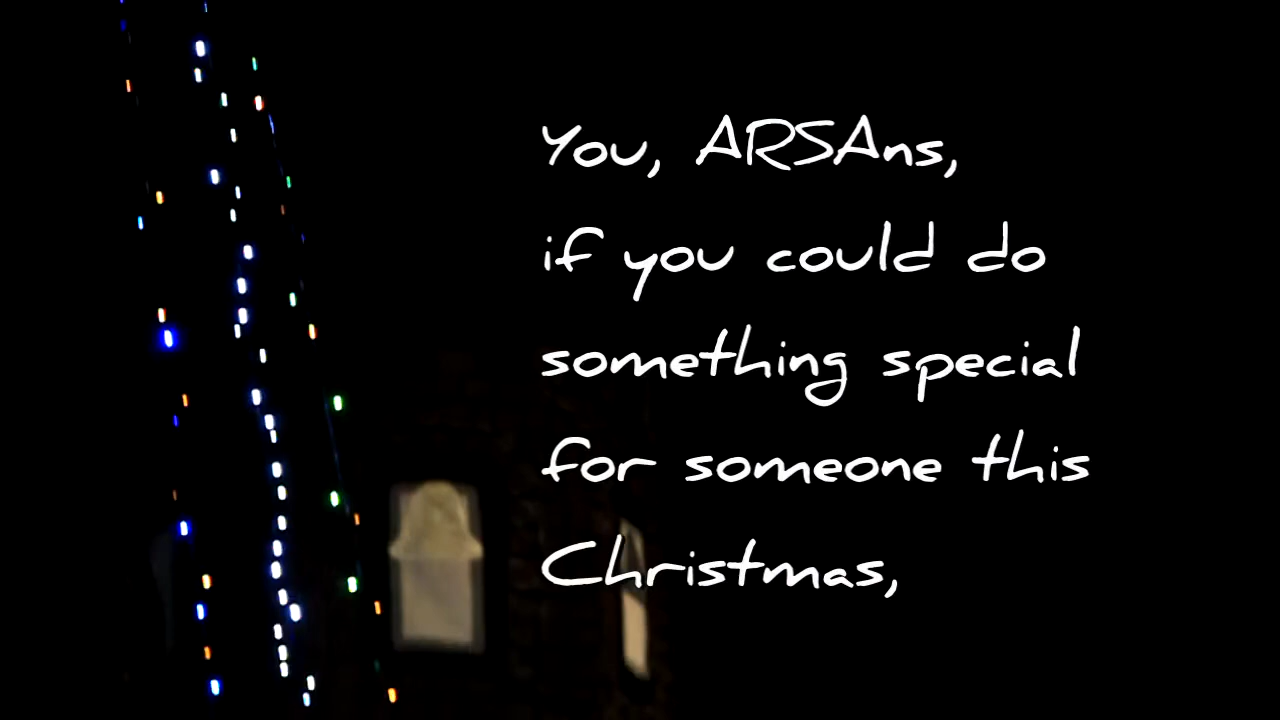 You, ARSAns,
if you could do
something special
for someone this
Christmas,